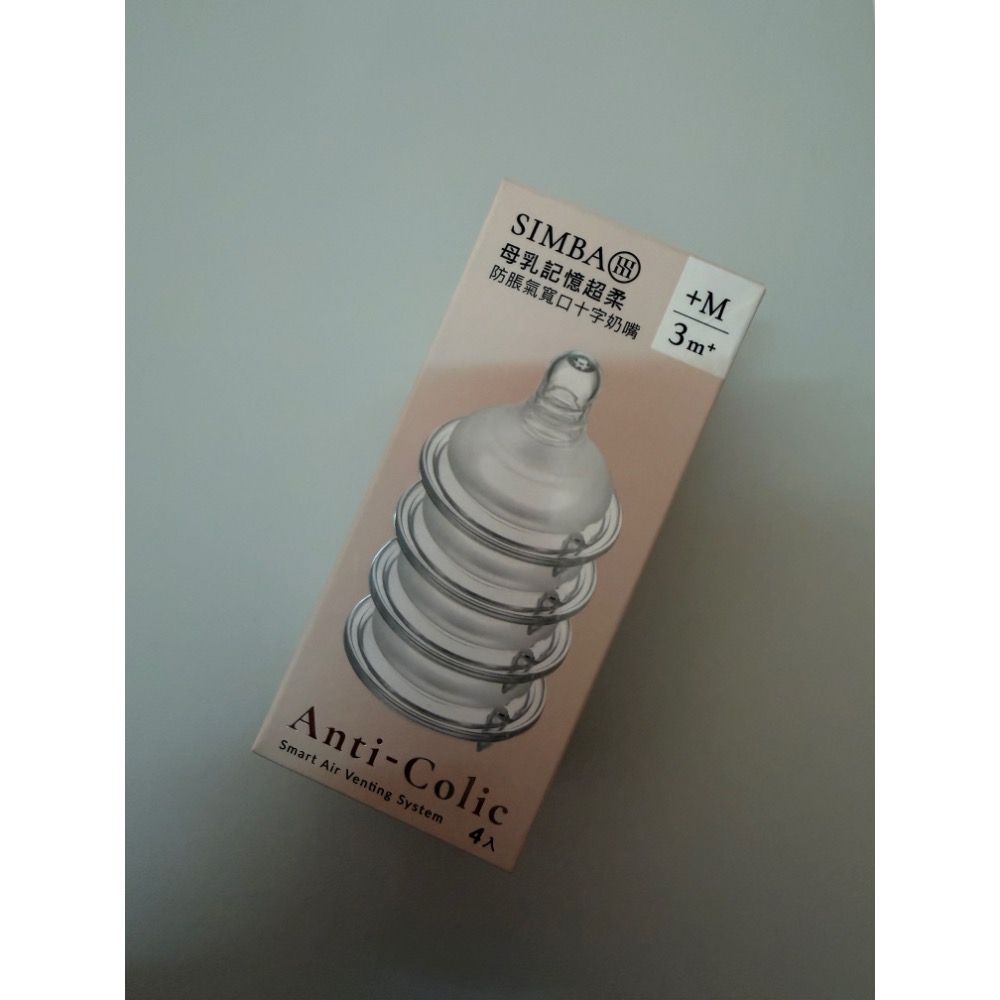 SIMBA
母乳記憶超柔
防脹氣寬口十字奶嘴
+M
3m+
Anti-Colic
Smart Air Venting System
4入